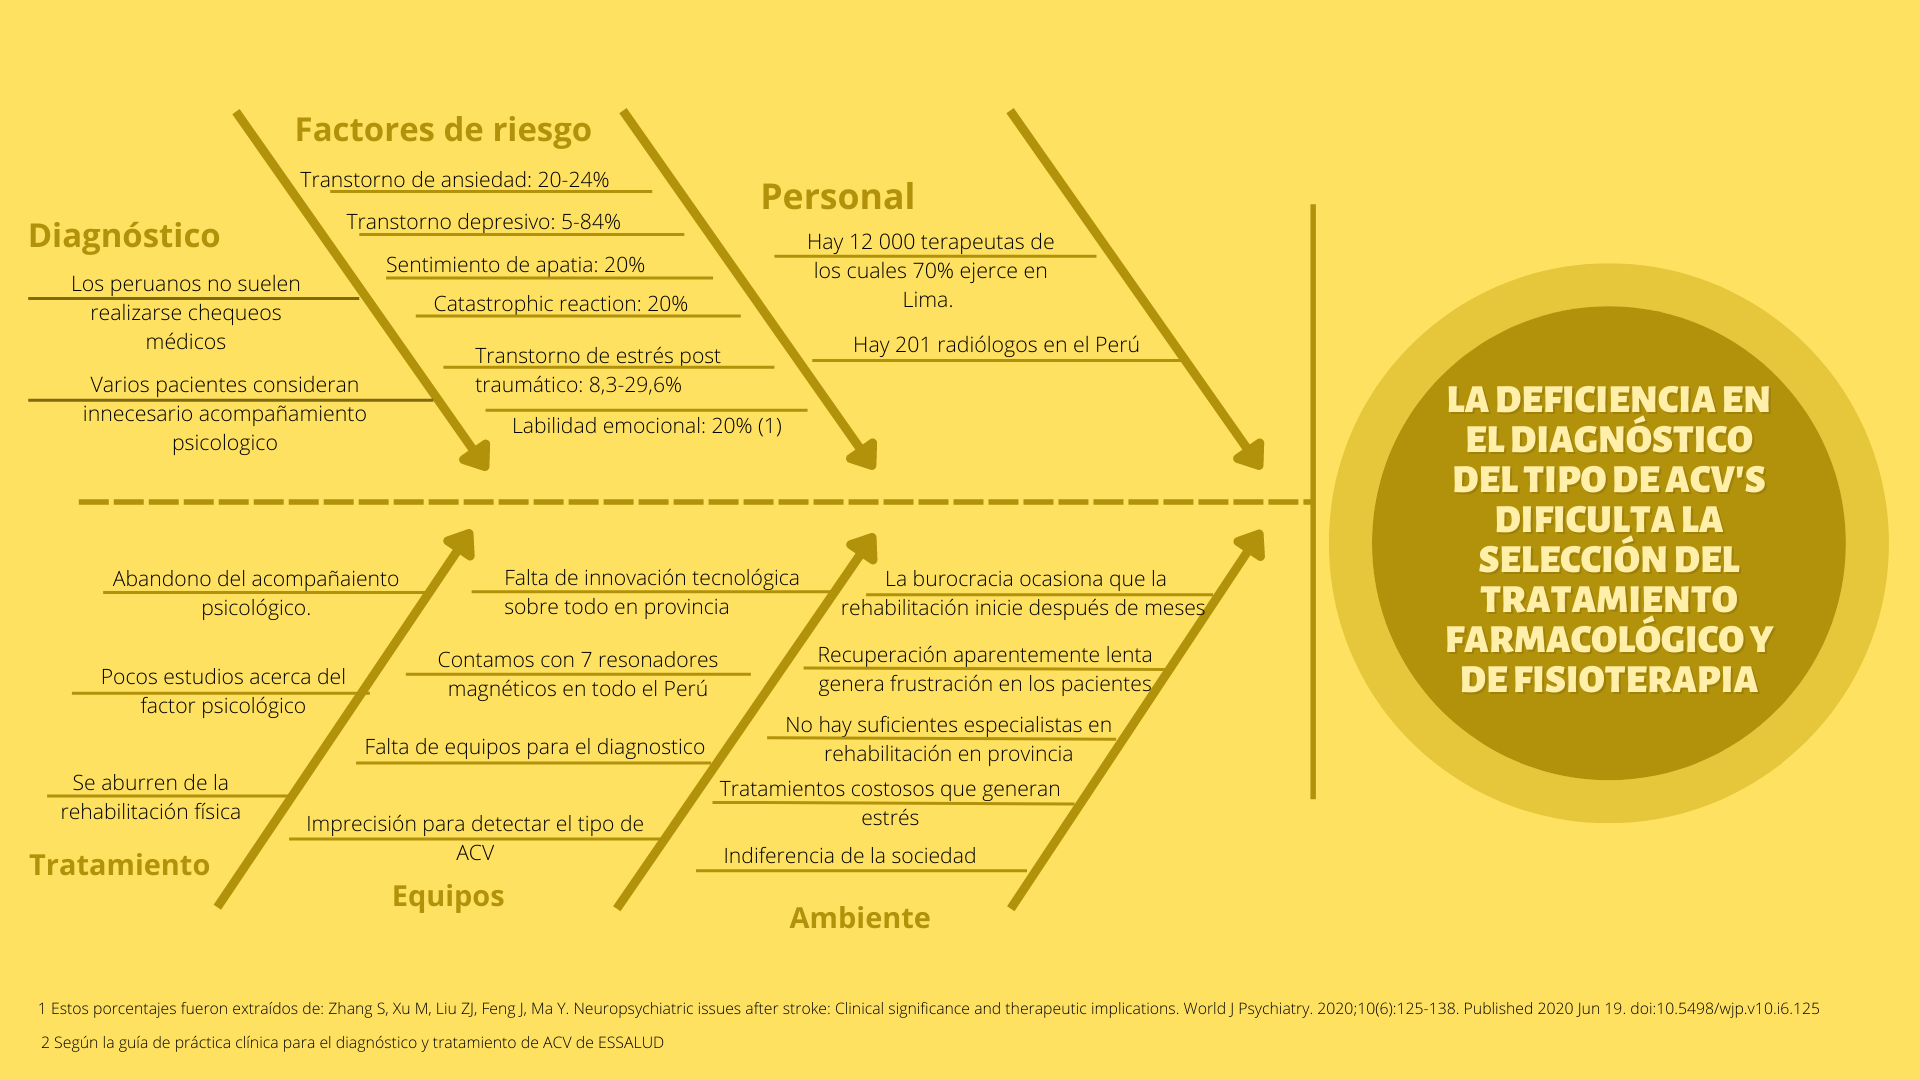 Diagnóstico
Los peruanos no suelen
realizarse chequeos
médicos
Varios pacientes consideran
innecesario acompañamiento
psicologico
Factores de riesgo
Transtorno de ansiedad: 20-24%
Transtorno depresivo: 5-84%
Sentimiento de apatia: 20%
Catastrophic reaction: 20%
Transtorno de estrés post
traumático: 8,3-29,6%
Labilidad emocional: 20% (1)
Personal
Hay 12 000 terapeutas de
los cuales 70% ejerce en
Lima.
Hay 201 radiólogos en el Perú
Abandono del acompañaiento
psicológico.
Pocos estudios acerca del
factor psicológico
Se aburren de la
rehabilitación física
Tratamiento
Falta de innovación tecnológica
sobre todo en provincia
Contamos con 7 resonadores
magnéticos en todo el Perú
Falta de equipos para el diagnostico
Imprecisión para detectar el tipo de
ACV
Equipos
La burocracia ocasiona que la
rehabilitación inicie después de meses
Recuperación aparentemente lenta
genera frustración en los pacientes
No hay suficientes especialistas en
rehabilitación en provincia
Tratamientos costosos que generan
estrés
Indiferencia de la sociedad
Ambiente
LA DEFICIENCIA EN
EL DIAGNÓSTICO
DEL TIPO DE ACV'S
DIFICULTA LA
SELECCIÓN DEL
TRATAMIENTO
FARMACOLÓGICO Y
DE FISIOTERAPIA
1 Estos porcentajes fueron extraídos de: Zhang S, Xu M, Liu ZJ, Feng J, Ma Y. Neuropsychiatric issues after stroke: Clinical significance and therapeutic implications. World J Psychiatry. 2020;10(6):125-138. Published 2020 Jun 19. doi:10.5498/wjp.v10.i6.125
2 Según la guía de práctica clínica para el diagnóstico y tratamiento de ACV de ESSALUD